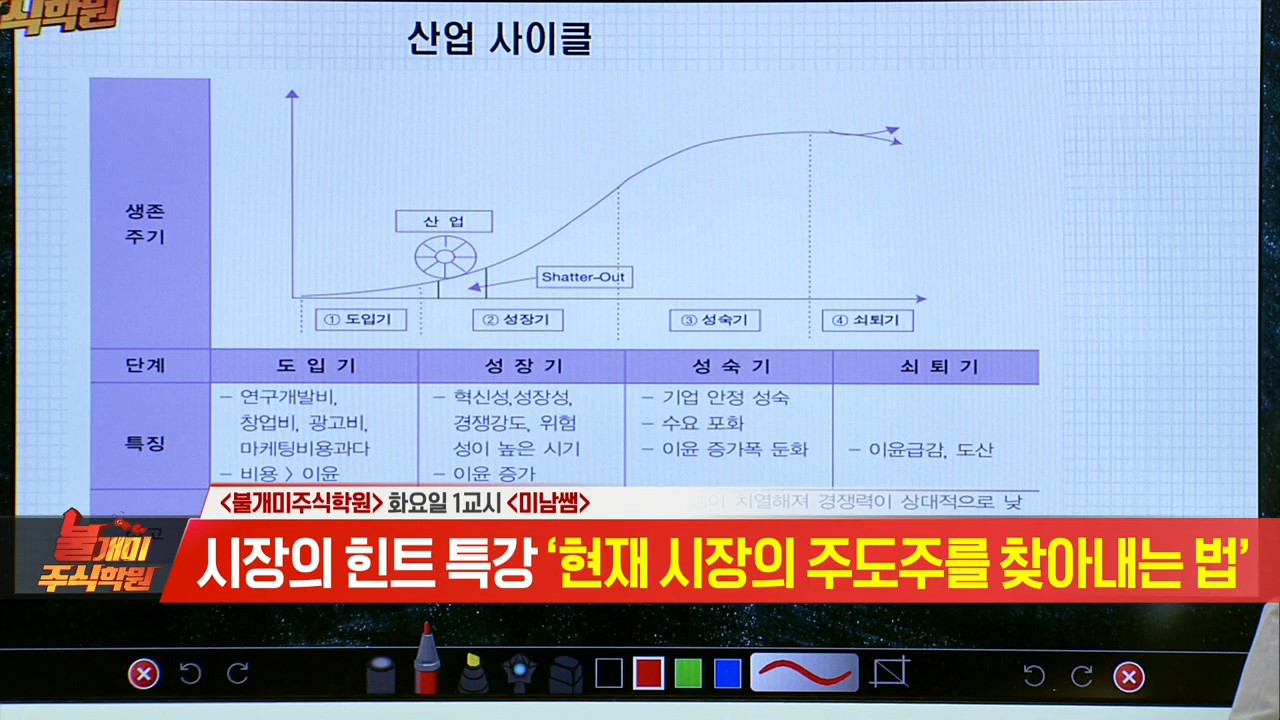 식학원
산업 사이클
생존
주기
산 업
Shatter-Out
① 도입기
② 성장기
③ 성숙기
④ 쇠퇴기
단계
도 입 기
성 장 기
성 숙 기
쇠 퇴 기
특징
- 연구개발비,
창업비, 광고비,
마케팅비용과다
- 비용 > 이윤
- 혁신성,성장성,
경쟁강도, 위험
성이 높은 시기
- 이윤 증가
- 기업 안정 성숙
- 수요 포화
- 이윤 증가폭 둔화
- 이윤급감, 도산
치열해져 경쟁력이 상대적으로 낮
고
<불개미주식학원> 화요일 1교시 <미남쌤>
불개미
주식학원
시장의 힌트 특강 ‘현재 시장의 주도주를 찾아내는 법’